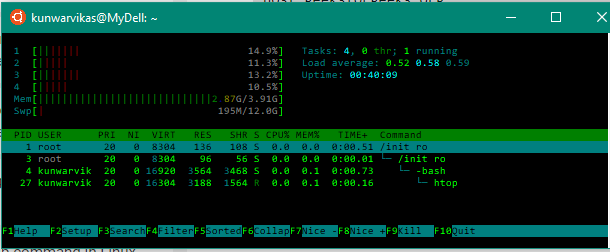 kunwarvikas@MyDell: ~
1 [||||||| 14.9%] Tasks: 4, 0 thr; 1 running
2 [||||| 11.3%] Load average: 0.52 0.58 0.59
3 [||||||| 13.2%] Uptime: 00:40:09
4 [||||| 10.5%]
Mem[||||||||||||||||||||||||||||||2 87G/3.91G]
Swp[| 195M/12.0G]
PID USER PRI NI VIRT RES SHR S CPU% MEM% TIME+ Command
1 root 20 0 8304 136 108 S 0.0 0.0 0:00.51 /init ro
3 root 20 0 8304 96 56 S 0.0 0.0 0:00.01 └─ /init ro
4 kunwarvik 20 0 16920 3564 3468 S 0.0 0.1 0:00.73 └─ -bash
27 kunwarvik 20 0 16304 3188 1564 R 0.0 0.1 0:00.16 └─ htop
F1Help F2Setup F3Search F4Filter F5Sorted F6Collap F7Nice - F8Nice + F9Kill F10Quit